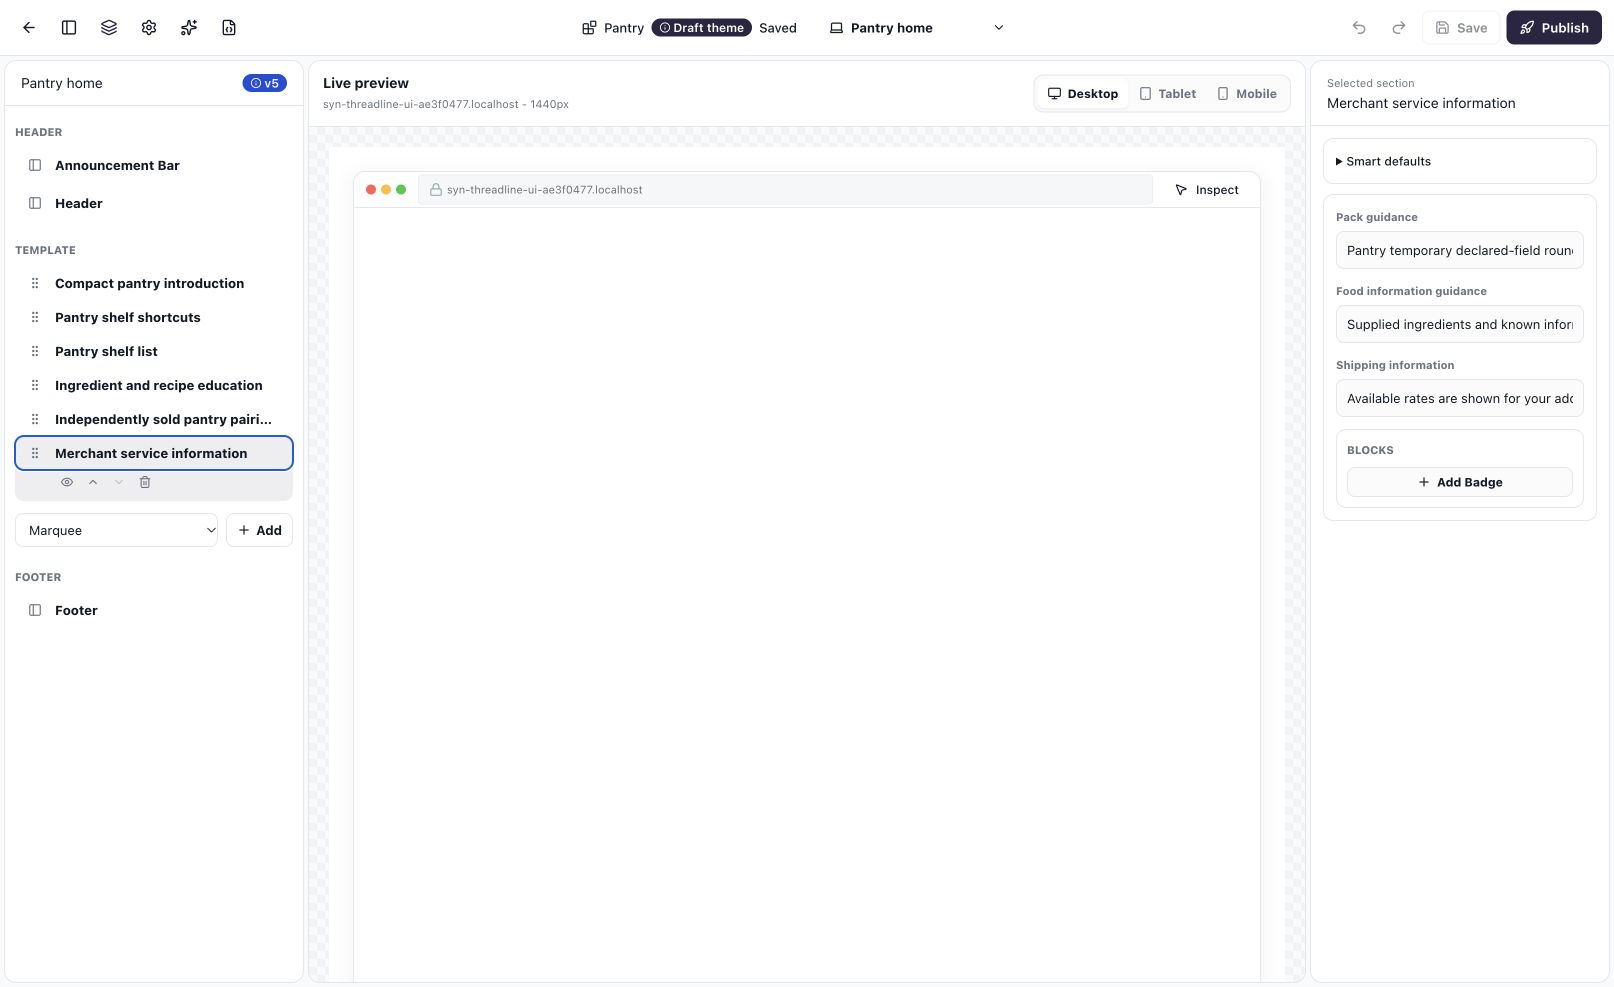 Pantry
Draft theme
Saved
Pantry home
Save
Publish
Pantry home
v5
HEADER
Announcement Bar
Header
TEMPLATE
Compact pantry introduction
Pantry shelf shortcuts
Pantry shelf list
Ingredient and recipe education
Independently sold pantry pairi...
Merchant service information
Marquee
Add
FOOTER
Footer
Live preview
syn-threadline-ui-ae3f0477.localhost - 1440px
Desktop
Tablet
Mobile
syn-threadline-ui-ae3f0477.localhost
Inspect
Selected section
Merchant service information
Smart defaults
Pack guidance
Pantry temporary declared-field roun
Food information guidance
Supplied ingredients and known infor
Shipping information
Available rates are shown for your add
BLOCKS
Add Badge